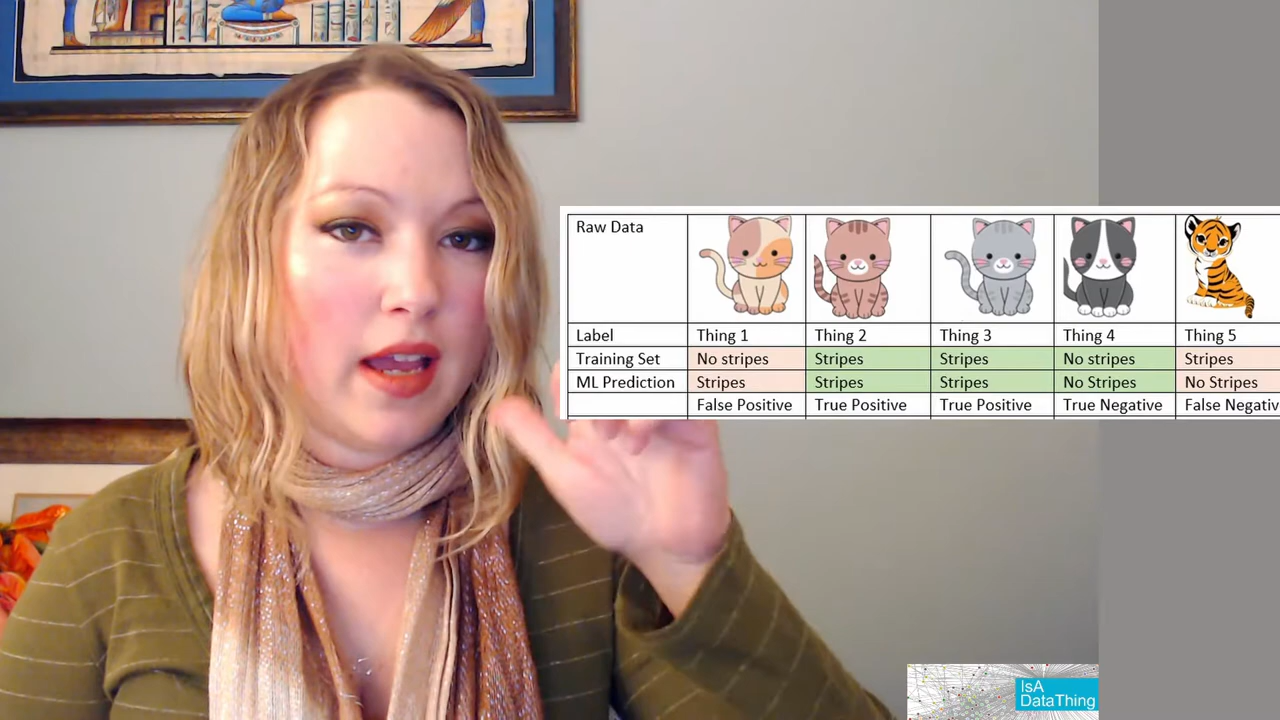 Raw Data
Label Thing 1 Thing 2 Thing 3 Thing 4 Thing 5
Training Set No stripes Stripes Stripes No stripes Stripes
ML Prediction Stripes Stripes Stripes No Stripes No Stripes
False Positive True Positive True Positive True Negative False Negativ
IsA
DataThing